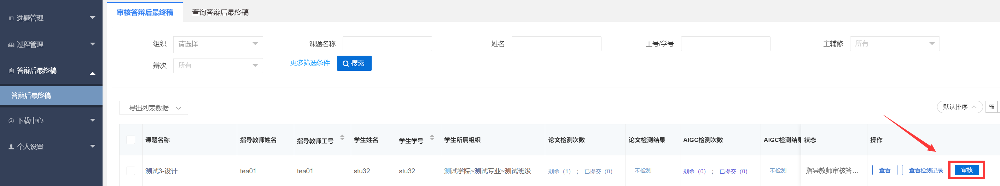 选题管理
过程管理
答辩后最终稿
答辩后最终稿
下载中心
个人设置
审核答辩后最终稿 查询答辩后最终稿
组织 请选择 课题名称 姓名 工号/学号 主辅修 所有
辩次 所有 更多筛选条件 搜索
导出列表数据 默认排序
课题名称 指导教师姓名 指导教师工号 学生姓名 学生学号 学生所属组织 论文检测次数 论文检测结果 AIGC检测次数 AIGC检测结果 状态 操作
测试3-设计 tea01 tea01 stu32 stu32 测试学院~测试专业~测试班级 剩余（1）； 已提交（0） 未检测 剩余（0）； 已提交（0） 未检测 指导教师审核答... 查看 查看检测记录 审核